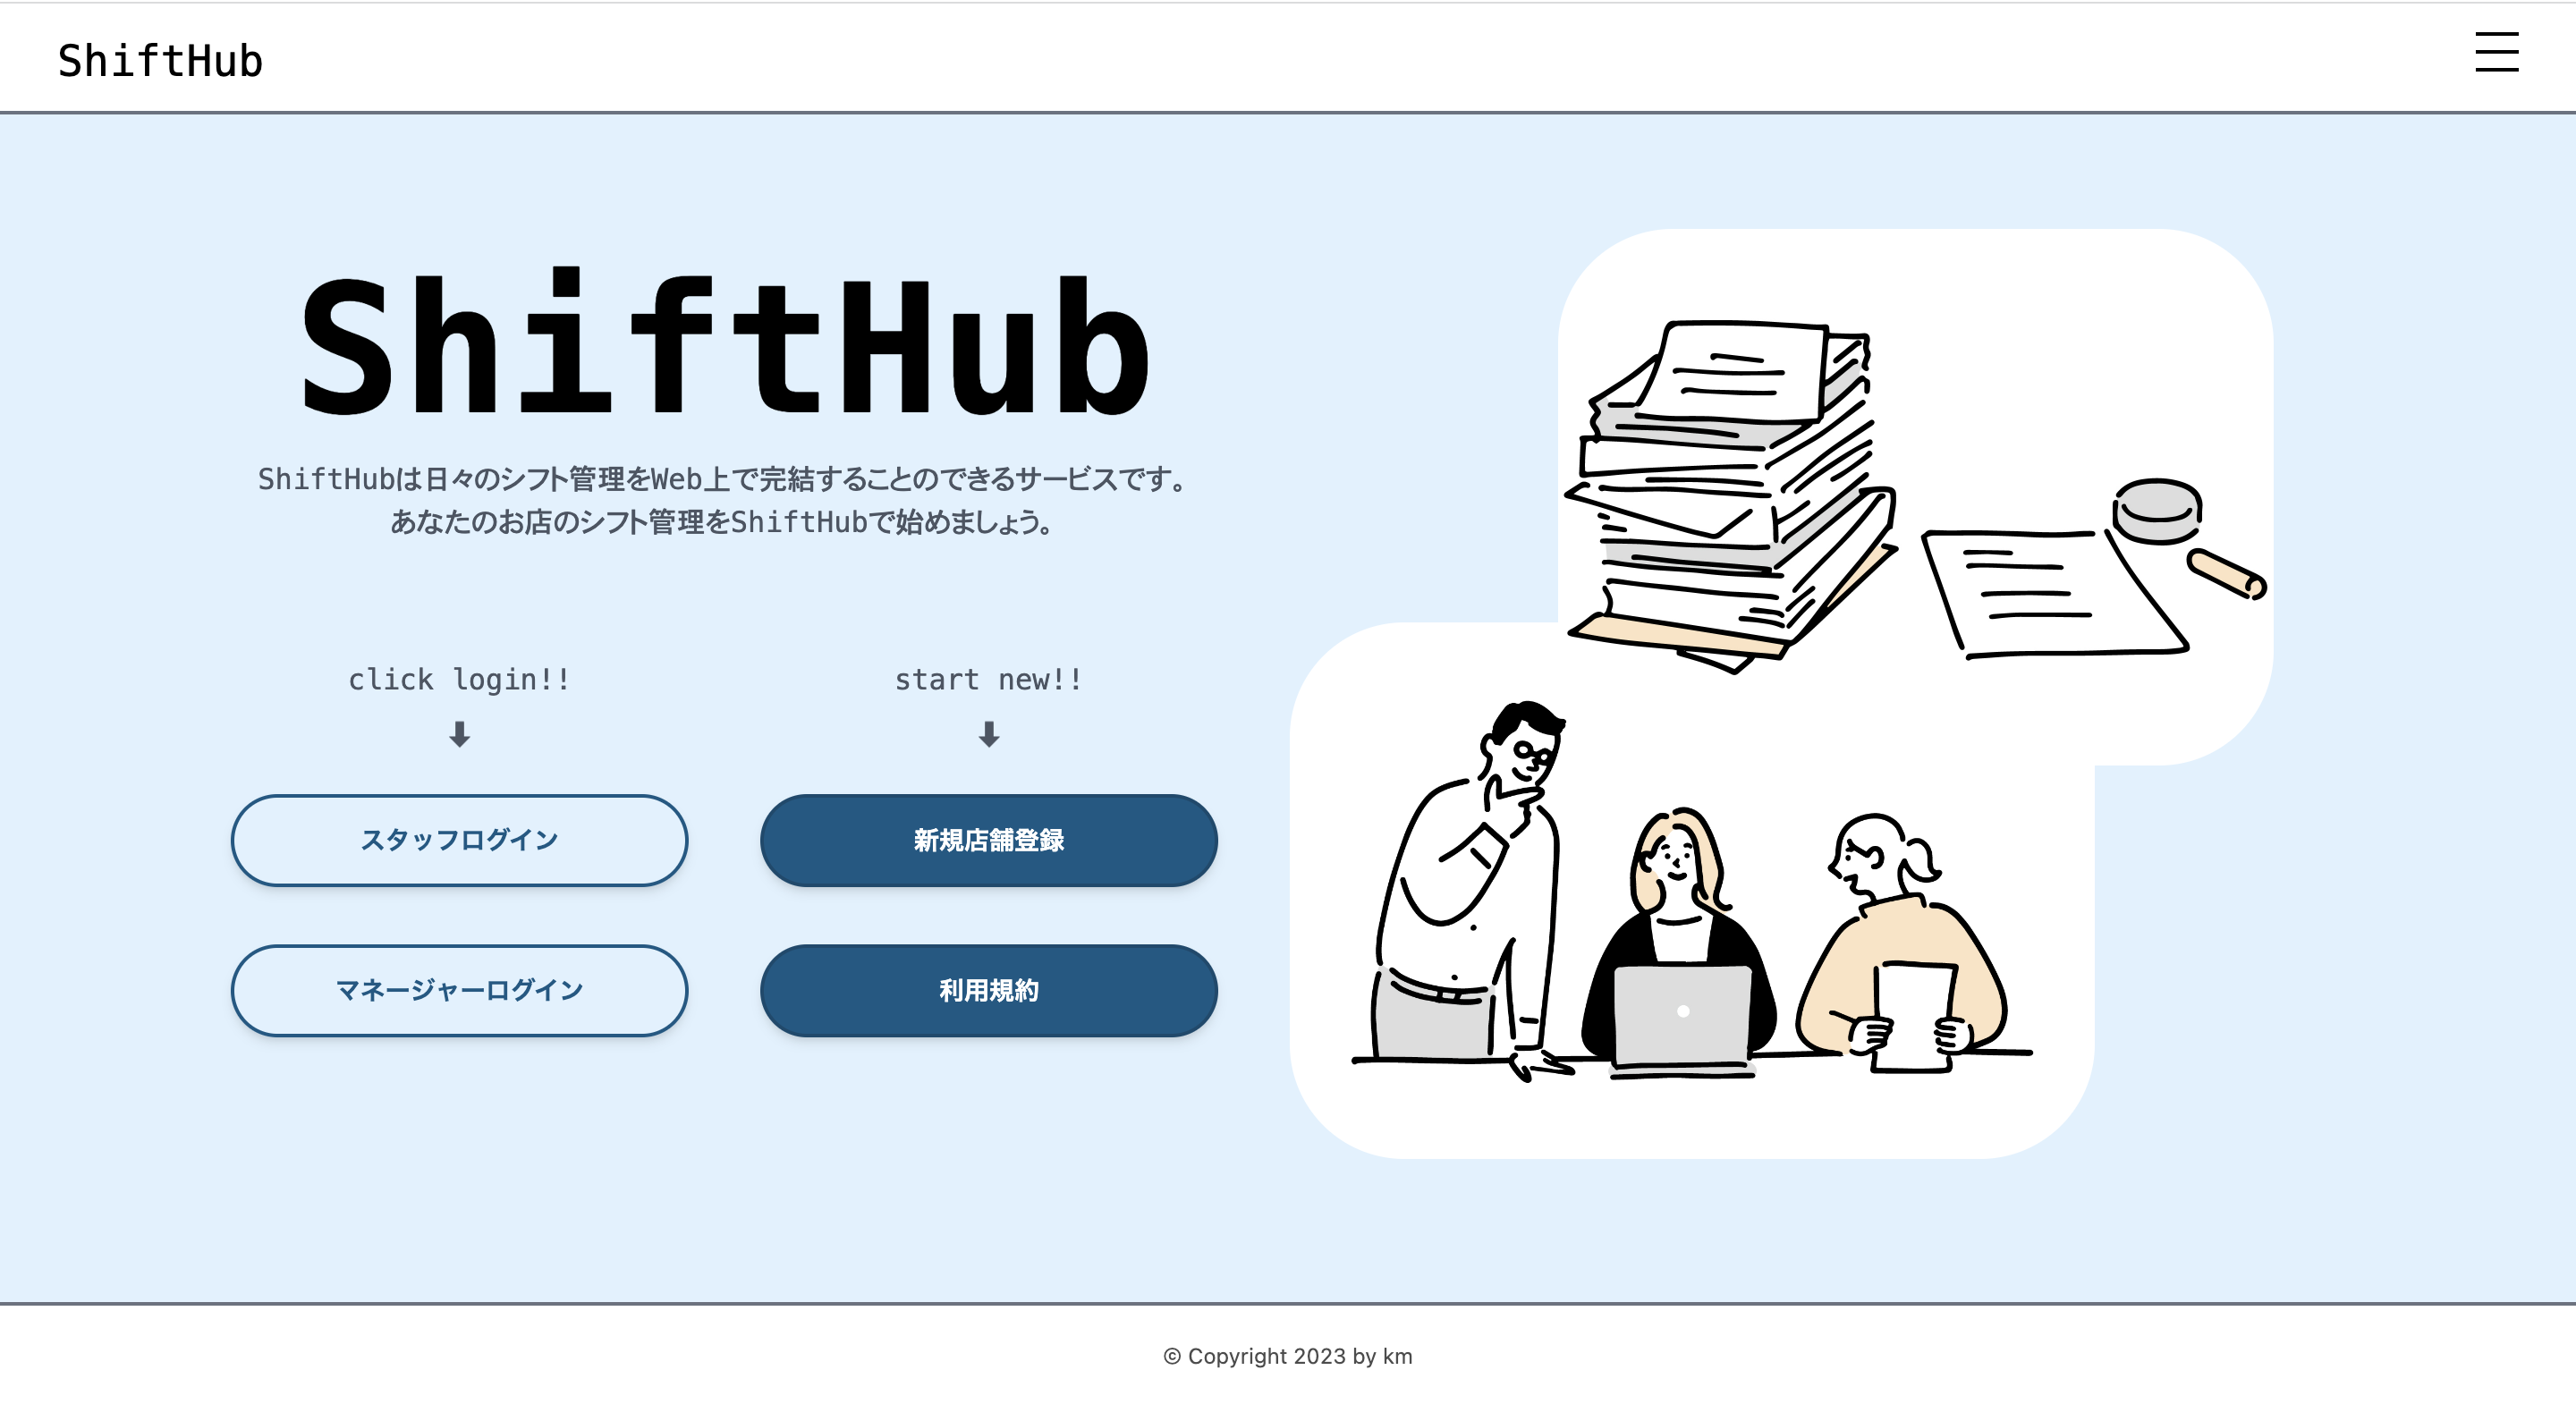 ShiftHub
ShiftHub
ShiftHubは日々のシフト管理をWeb上で完結することのできるサービスです。
あなたのお店のシフト管理をShiftHubで始めましょう。
click login!!
start new!!
スタッフログイン
新規店舗登録
マネージャーログイン
利用規約
© Copyright 2023 by km